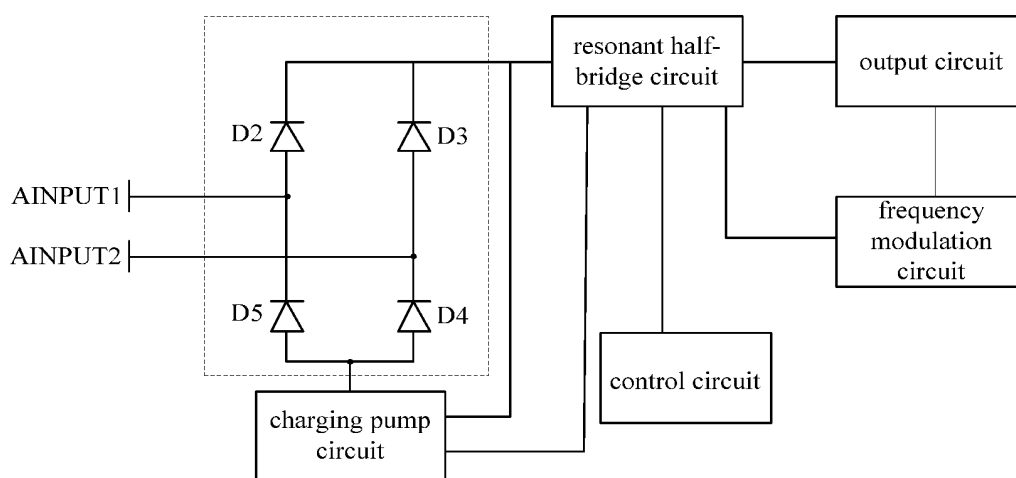 resonant half-
bridge circuit
output circuit
D2
D3
AINPUT1
AINPUT2
frequency
modulation
circuit
D5
D4
control circuit
charging pump
circuit